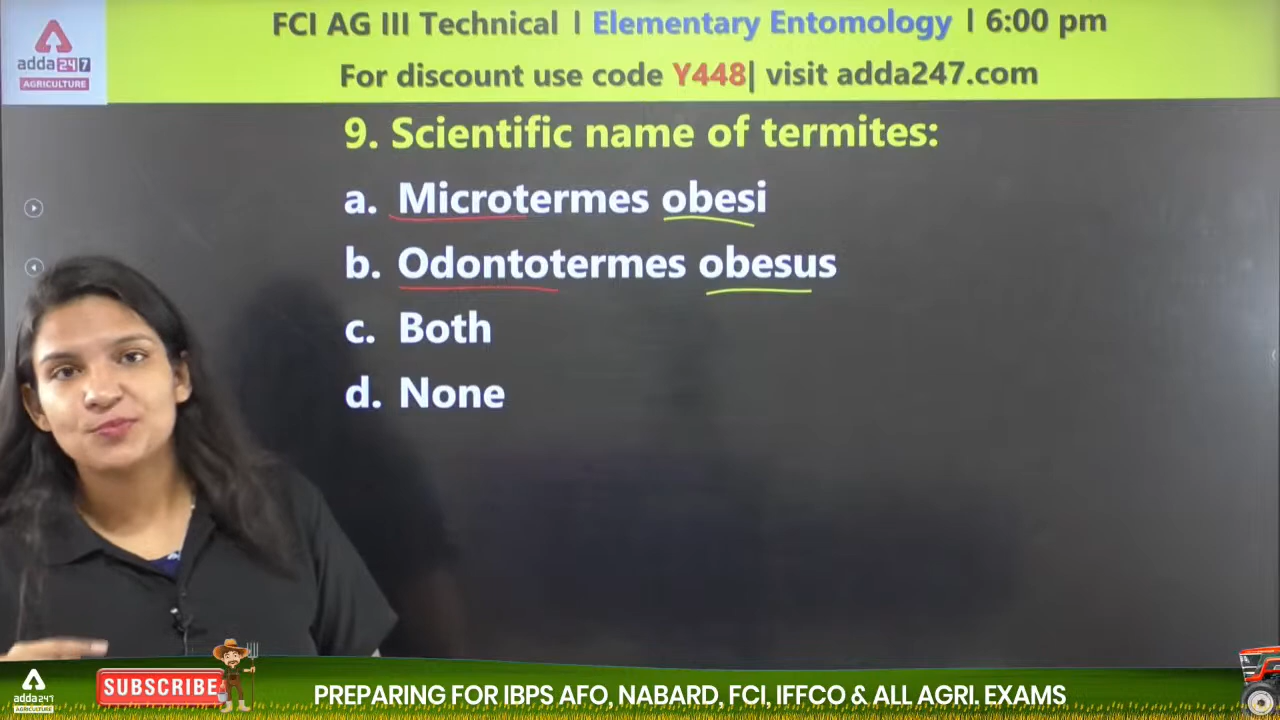 FCI AG III Technical I Elementary Entomology I 6:00 pm
For discount use code Y448| visit adda247.com
adda247
AGRICULTURE
9. Scientific name of termites:
a. Microtermes obesi
b. Odontotermes obesus
c. Both
d. None
adda247
AGRICULTURE
SUBSCRIBE
PREPARING FOR IBPS AFO, NABARD, FCI, IFFCO & ALL AGRI. EXAMS